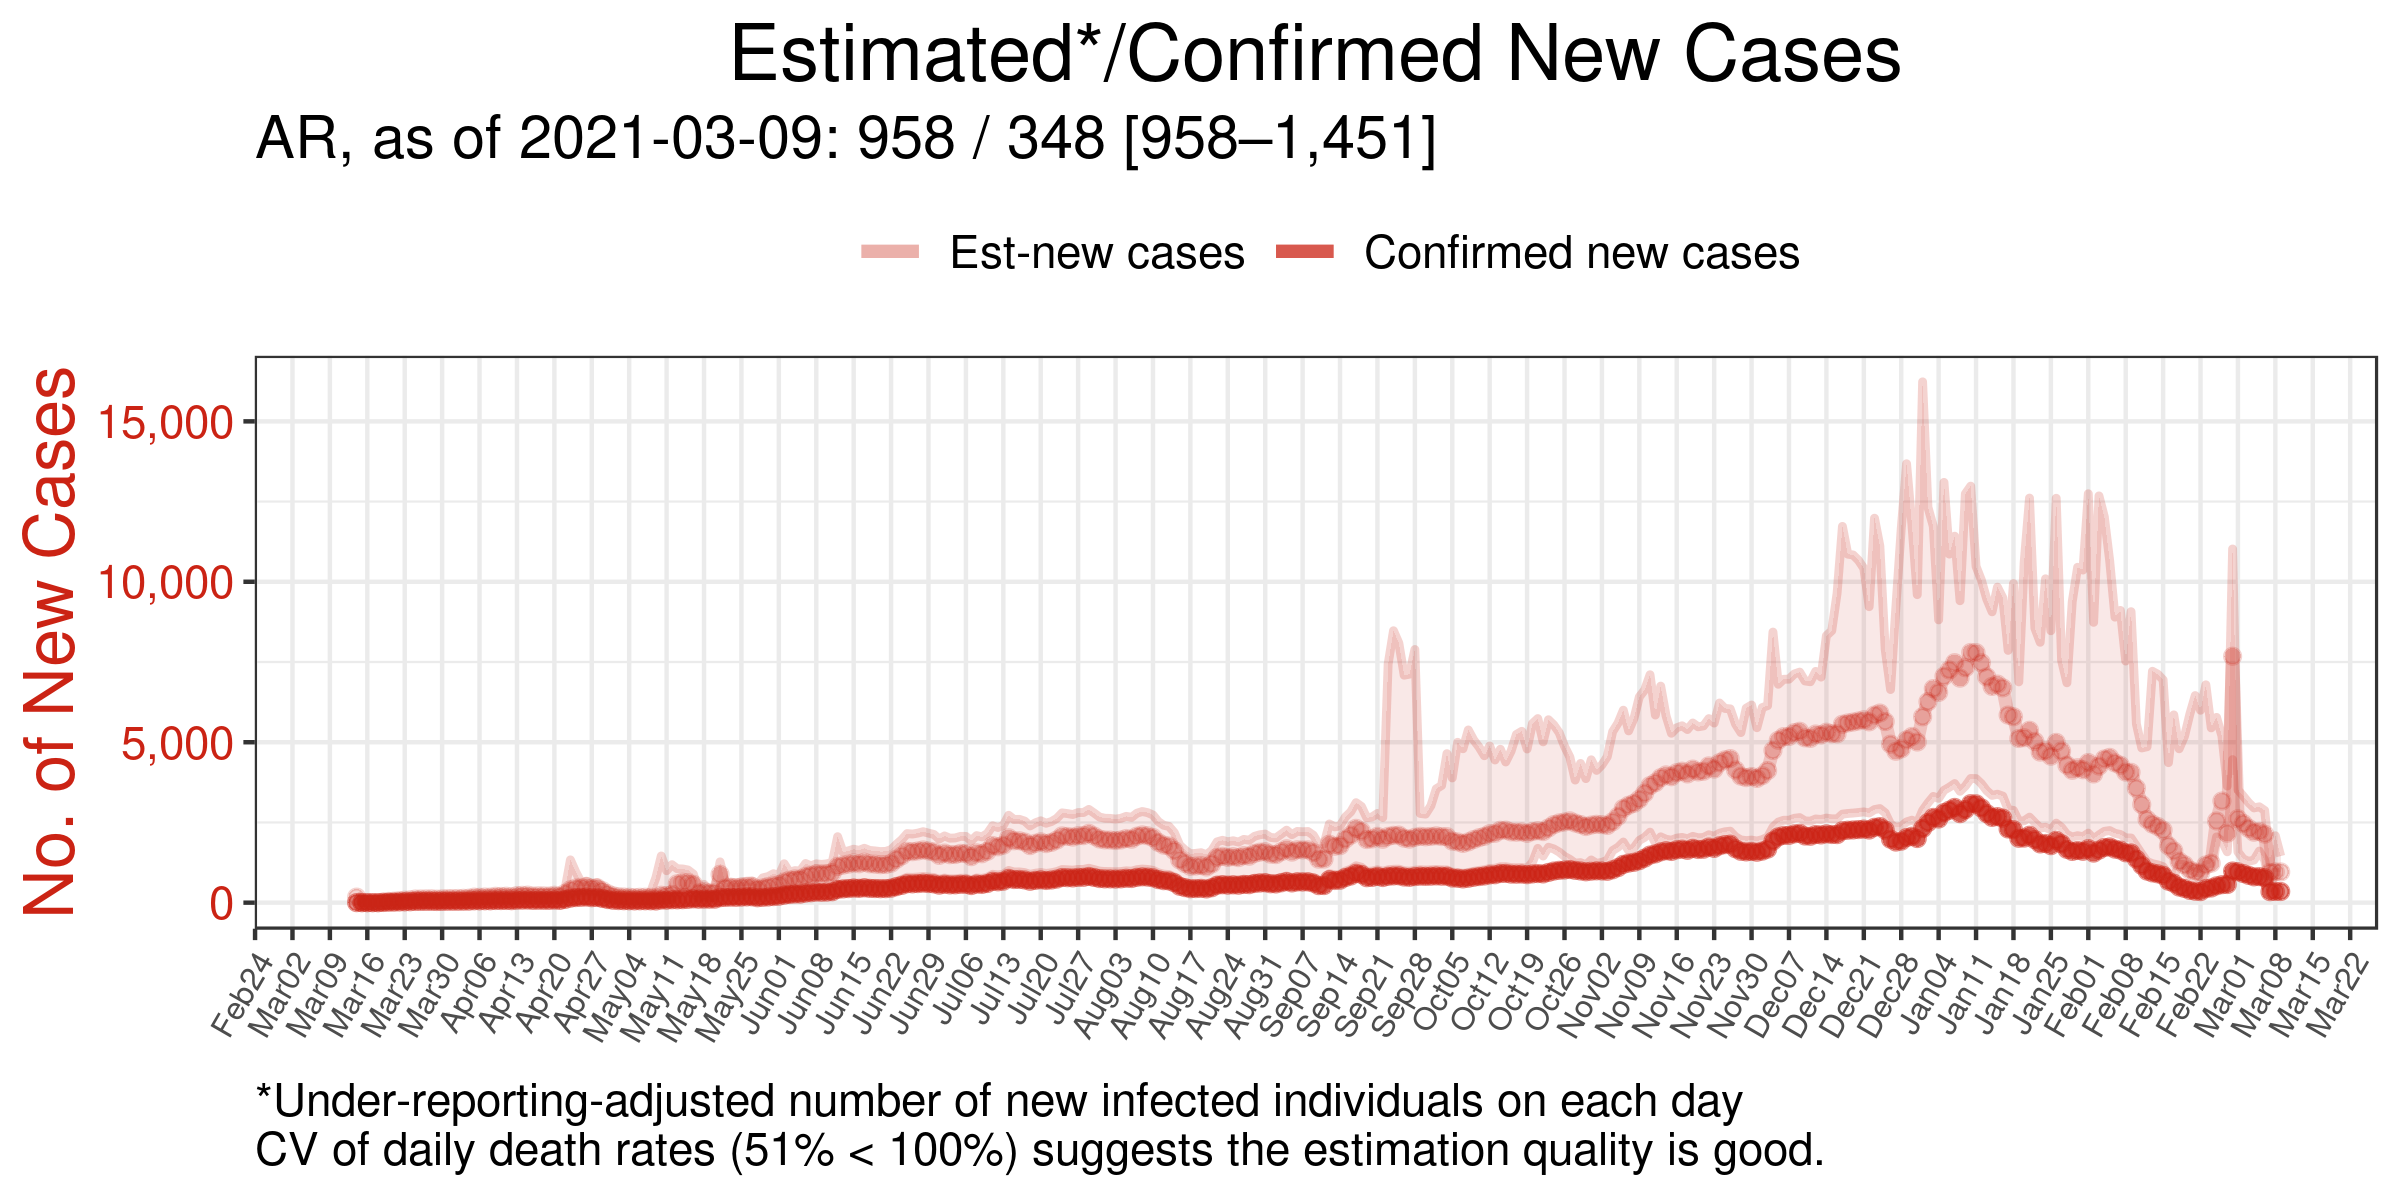 Estimated*/Confirmed New Cases
AR, as of 2021-03-09: 958 / 348 [958–1,451]
Est-new cases
Confirmed new cases
No. of New Cases
15,000
10,000
5,000
0
Feb24
Mar02
Mar09
Mar16
Mar23
Mar30
Apr06
Apr13
Apr20
Apr27
May04
May11
May18
May25
Jun01
Jun08
Jun15
Jun22
Jun29
Jul06
Jul13
Jul20
Jul27
Aug03
Aug10
Aug17
Aug24
Aug31
Sep07
Sep14
Sep21
Sep28
Oct05
Oct12
Oct19
Oct26
Nov02
Nov09
Nov16
Nov23
Nov30
Dec07
Dec14
Dec21
Dec28
Jan04
Jan11
Jan18
Jan25
Feb01
Feb08
Feb15
Feb22
Mar01
Mar08
Mar15
Mar22
*Under-reporting-adjusted number of new infected individuals on each day
CV of daily death rates (51% < 100%) suggests the estimation quality is good.